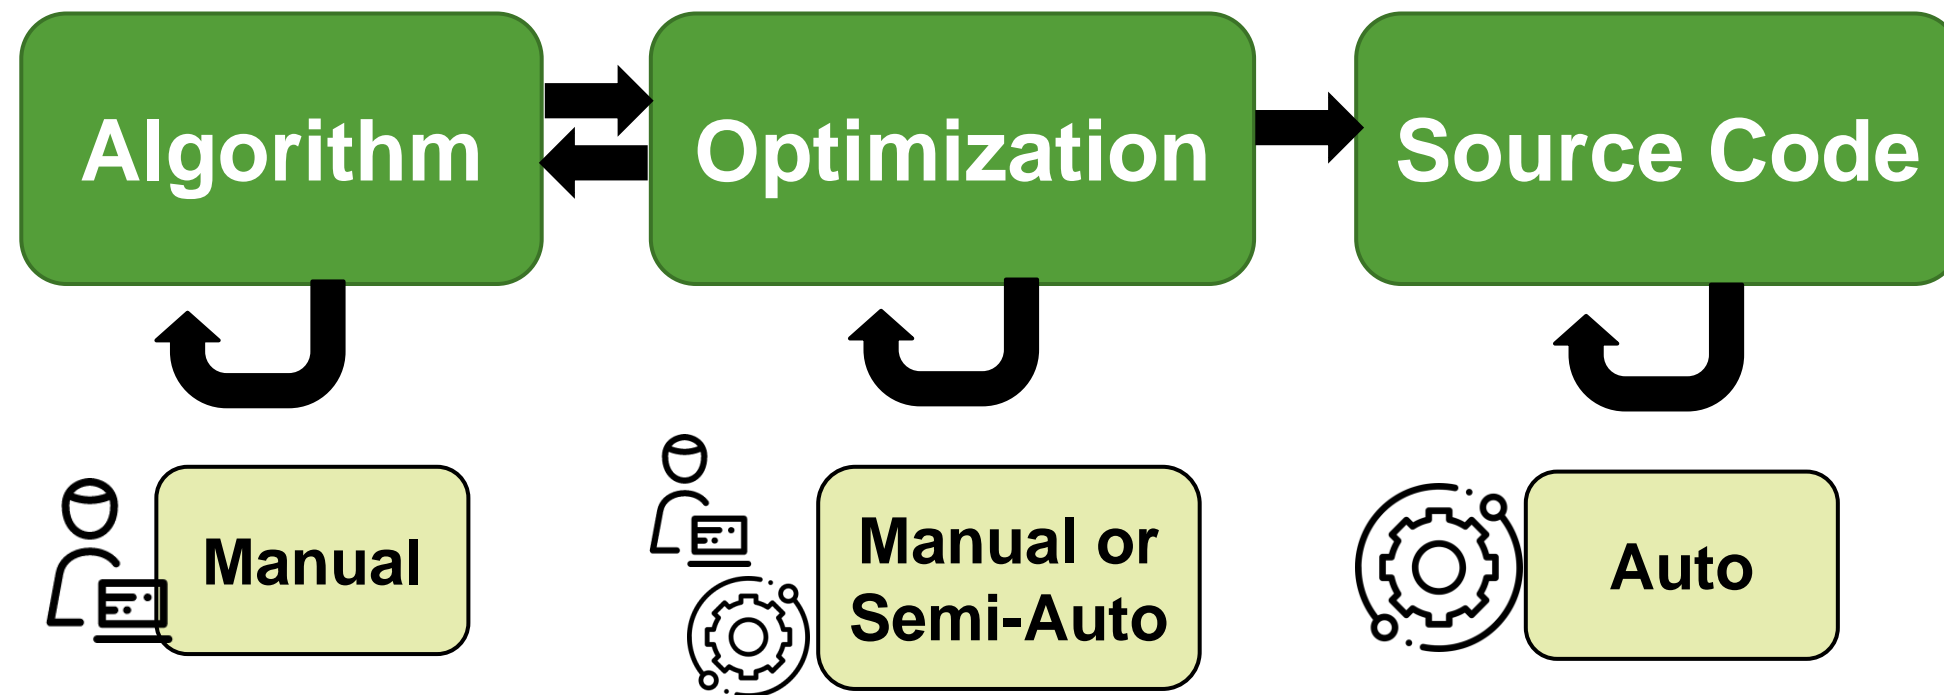 Algorithm
Optimization
Source Code
Manual
Manual or
Semi-Auto
Auto